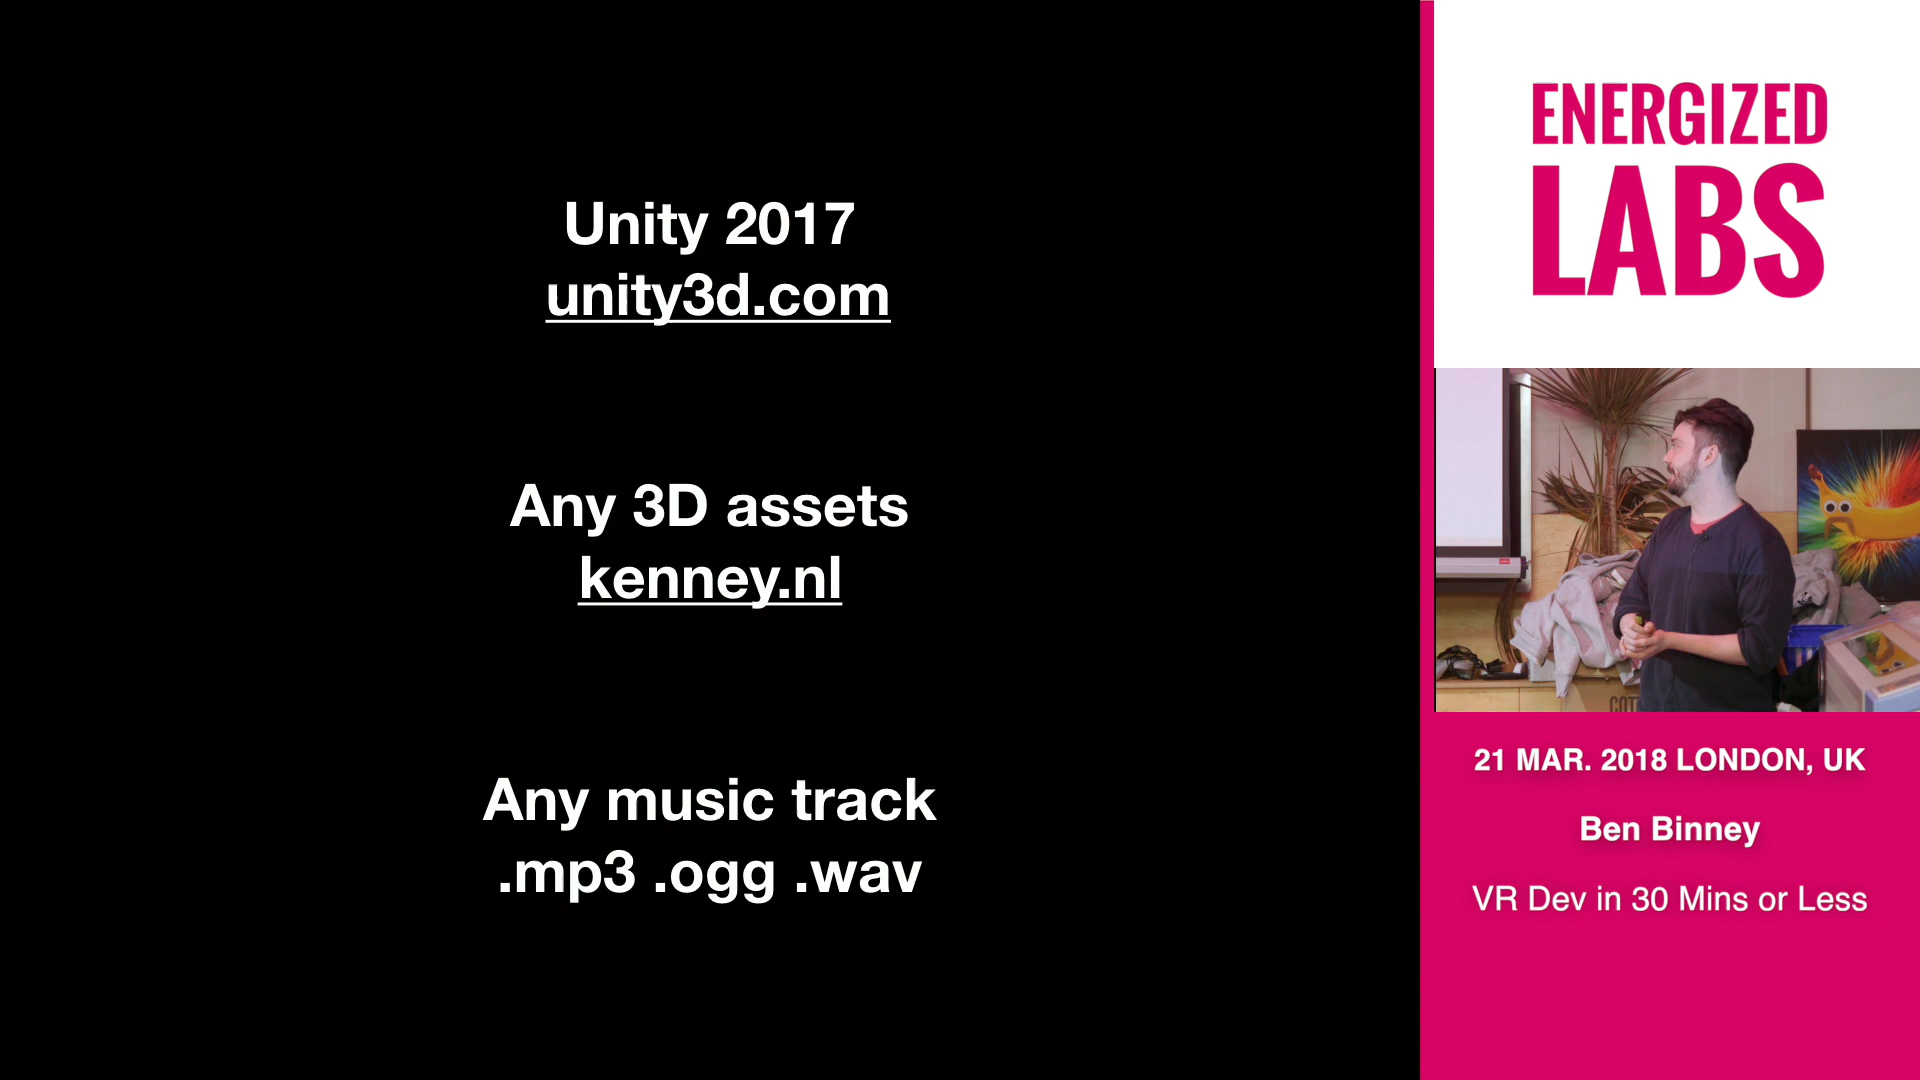 Unity 2017
unity3d.com
Any 3D assets
kenney.nl
Any music track
.mp3 .ogg .wav
ENERGIZED
LABS
21 MAR. 2018 LONDON, UK
Ben Binney
VR Dev in 30 Mins or Less